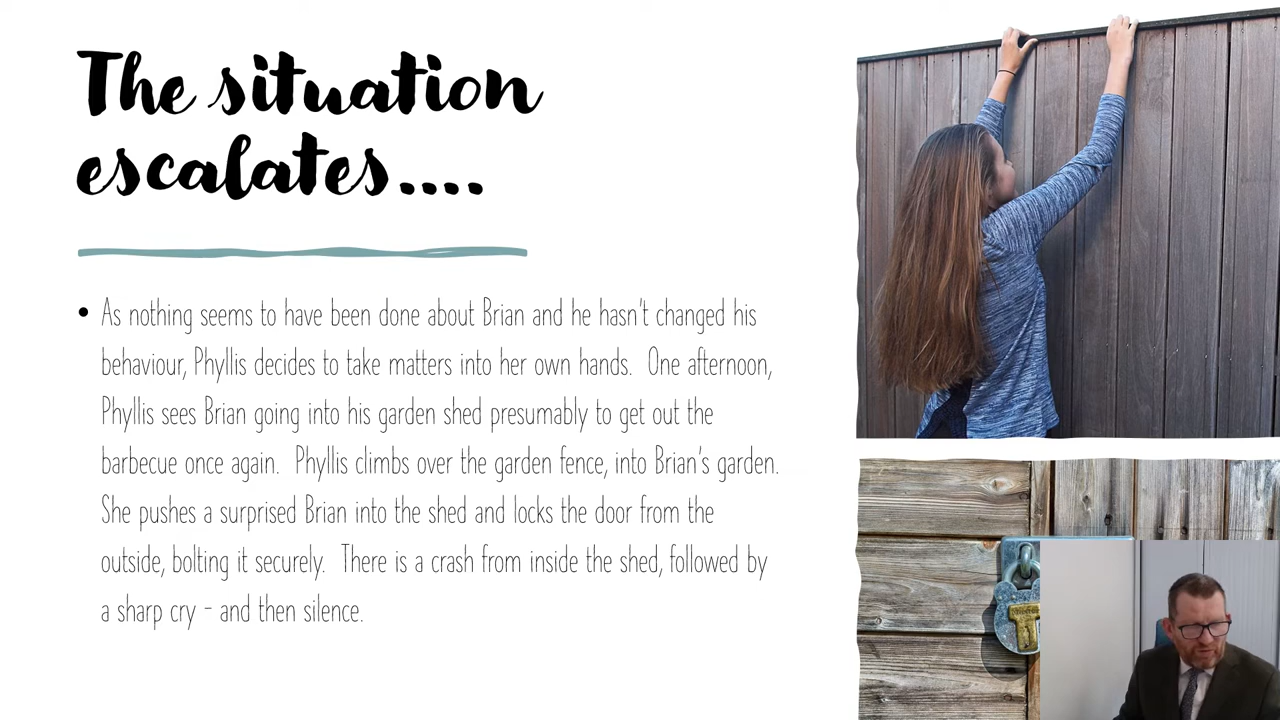 The situation
escalates....
• As nothing seems to have been done about Brian and he hasn't changed his
behaviour, Phyllis decides to take matters into her own hands.  One afternoon,
Phyllis sees Brian going into his garden shed presumably to get out the
barbecue once again.  Phyllis climbs over the garden fence, into Brian's garden.
She pushes a surprised Brian into the shed and locks the door from the
outside, bolting it securely.  There is a crash from inside the shed, followed by
a sharp cry – and then silence.